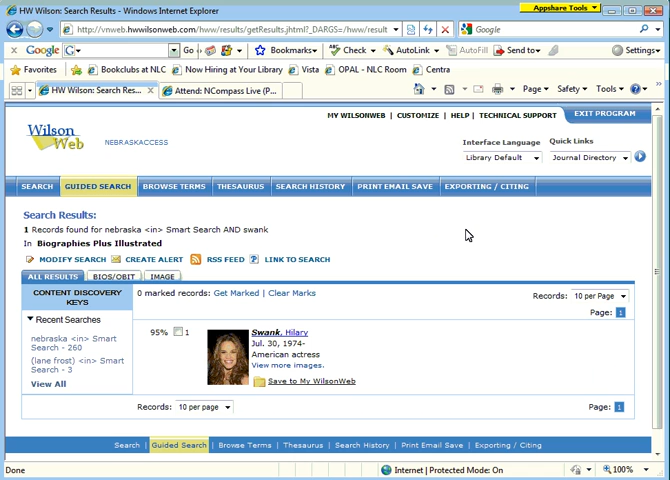 HW Wilson: Search Results - Windows Internet Explorer
Appshare Tools
http://vnweb.hwwilsonweb.com/hww/results/getResults.jhtml?_DARGS=/hww/result
Google
Google Go Bookmarks Check AutoLink AutoFill Send to Settings
Favorites Bookclubs at NLC Now Hiring at Your Library Vista OPAL - NLC Room Centra
HW Wilson: Search Res... Attend: NCompass Live (P... Page Safety Tools
MY WILSONWEB | CUSTOMIZE | HELP | TECHNICAL SUPPORT EXIT PROGRAM
Wilson
Web
NEBRASKACCESS
Interface Language Quick Links
Library Default Journal Directory
SEARCH GUIDED SEARCH BROWSE TERMS THESAURUS SEARCH HISTORY PRINT EMAIL SAVE EXPORTING / CITING
Search Results:
1 Records found for nebraska <in> Smart Search AND swank
In Biographies Plus Illustrated
MODIFY SEARCH CREATE ALERT RSS FEED LINK TO SEARCH
ALL RESULTS BIOS/OBIT IMAGE
CONTENT DISCOVERY
KEYS
0 marked records: Get Marked | Clear Marks
Records: 10 per Page
Page: 1
Recent Searches
nebraska <in> Smart
Search - 260
(lane frost) <in> Smart
Search - 3
View All
95% 1
Swank, Hilary
Jul. 30, 1974-
American actress
View more images.
Save to My WilsonWeb
Records: 10 per page Page: 1
Search | Guided Search | Browse Terms | Thesaurus | Search History | Print Email Save | Exporting / Citing
Done Internet | Protected Mode: On 100%